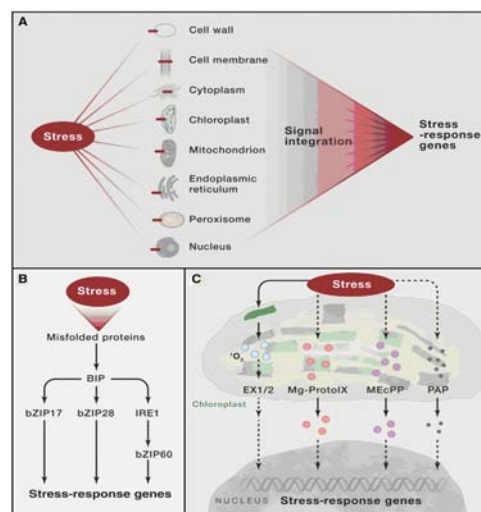 A
Cell wall
Cell membrane
Cytoplasm
Chloroplast
Mitochondrion
Endoplasmic
reticulum
Peroxisome
Nucleus
Stress
Signal
integration
Stress
-response
genes
B
Stress
Misfolded proteins
BIP
bZIP17
bZIP28
IRE1
bZIP60
Stress-response genes
C
Stress
¹O₂
EX1/2
Mg-ProtoIX
MEcPP
PAP
Chloroplast
NUCLEUS
Stress-response genes